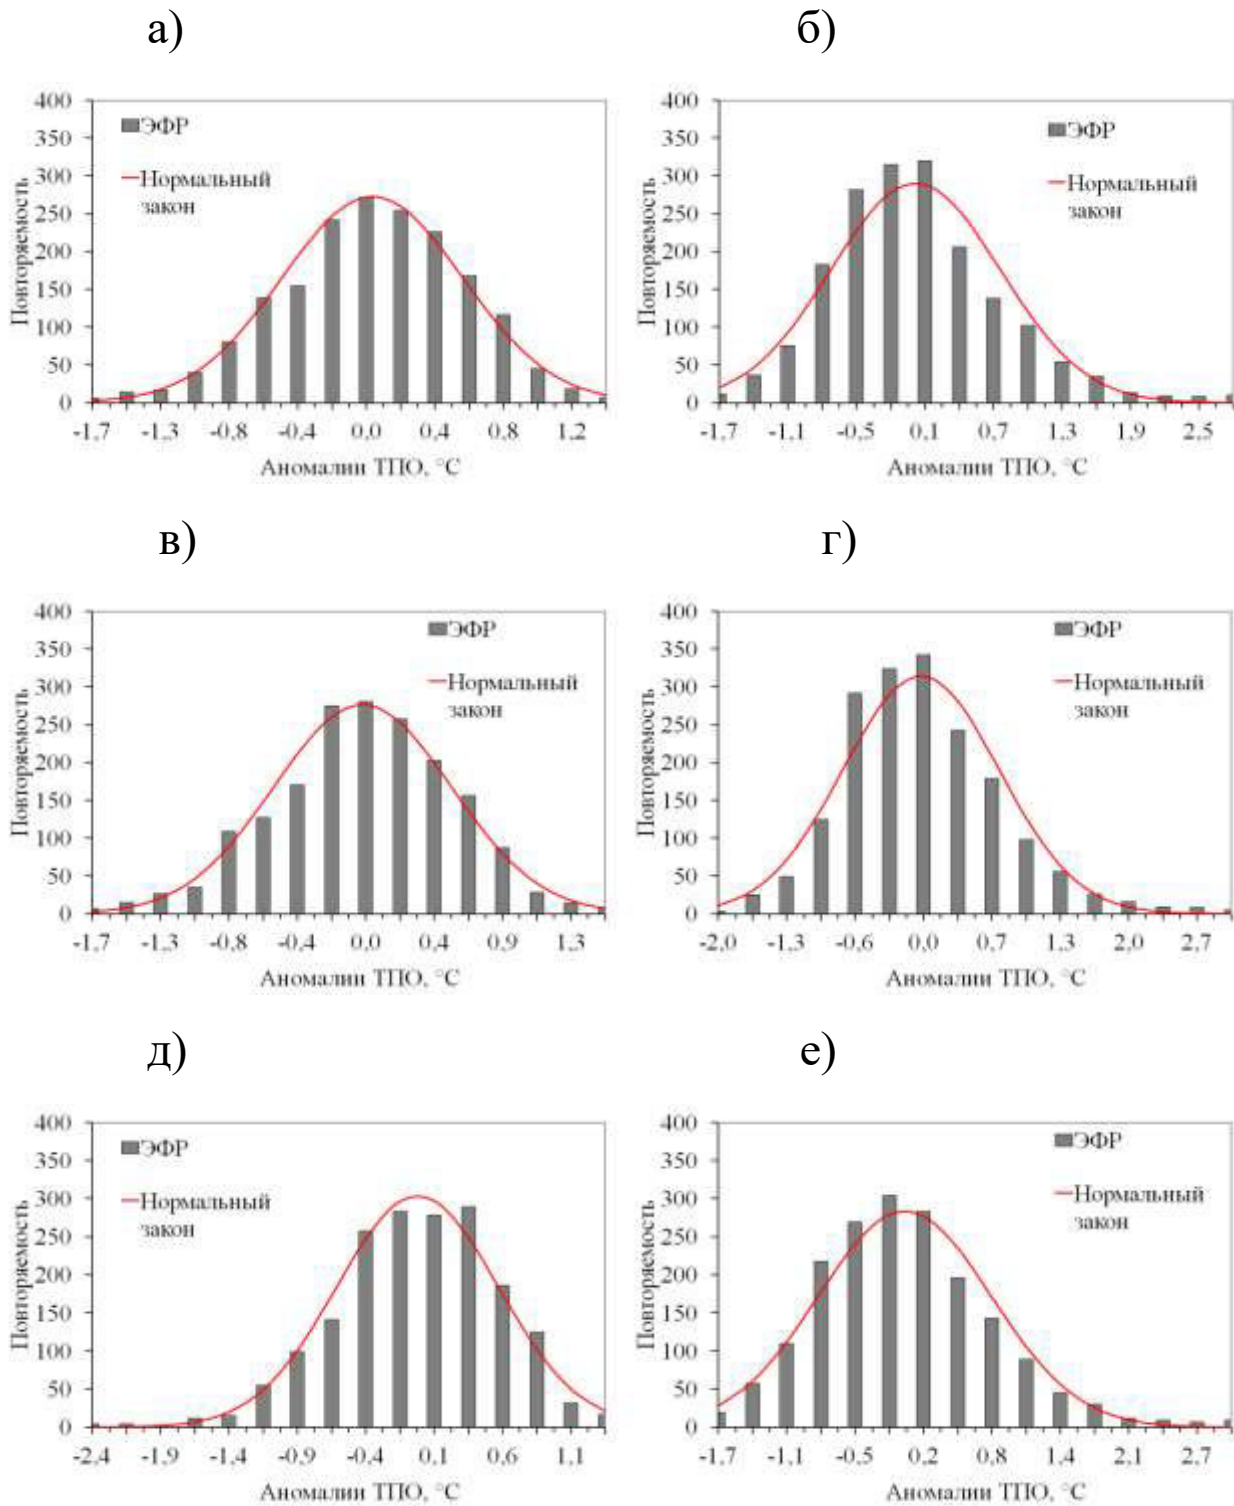 а)
400
350
300
250
200
150
100
50
0
Повторяемость
ЭФР
Нормальный
закон
-1,7 -1,3 -0,8 -0,4 0,0 0,4 0,8 1,2
Аномалии ТПО, °С
б)
400
350
300
250
200
150
100
50
0
Повторяемость
ЭФР
Нормальный
закон
-1,7 -1,1 -0,5 0,1 0,7 1,3 1,9 2,5
Аномалии ТПО, °С
в)
400
350
300
250
200
150
100
50
0
Повторяемость
ЭФР
Нормальный
закон
-1,7 -1,3 -0,8 -0,4 0,0 0,4 0,9 1,3
Аномалии ТПО, °С
г)
400
350
300
250
200
150
100
50
0
Повторяемость
ЭФР
Нормальный
закон
-2,0 -1,3 -0,6 0,0 0,7 1,3 2,0 2,7
Аномалии ТПО, °С
д)
400
350
300
250
200
150
100
50
0
Повторяемость
ЭФР
Нормальный
закон
-2,4 -1,9 -1,4 -0,9 -0,4 0,1 0,6 1,1
Аномалии ТПО, °С
е)
400
350
300
250
200
150
100
50
0
Повторяемость
ЭФР
Нормальный
закон
-1,7 -1,1 -0,5 0,2 0,8 1,4 2,1 2,7
Аномалии ТПО, °С